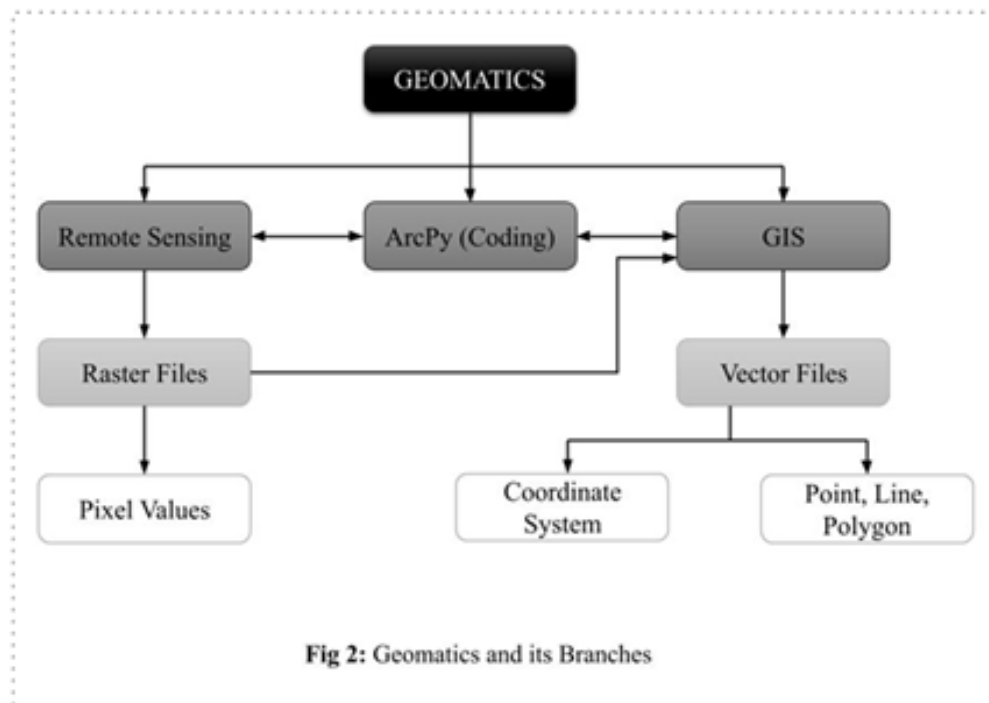 GEOMATICS
Remote Sensing
ArcPy (Coding)
GIS
Raster Files
Vector Files
Pixel Values
Coordinate
System
Point, Line,
Polygon
Fig 2: Geomatics and its Branches